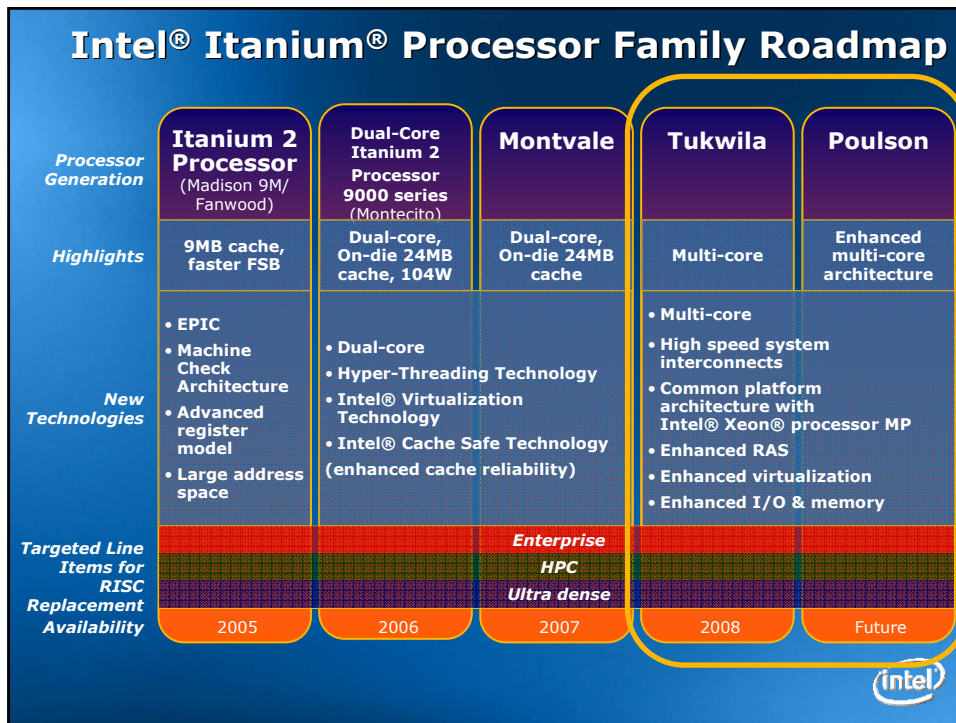 Intel® Itanium® Processor Family Roadmap
Processor
Generation
Itanium 2
Processor
(Madison 9M/
Fanwood)
Dual-Core
Itanium 2
Processor
9000 series
(Montecito)
Montvale
Tukwila
Poulson
Highlights
9MB cache,
faster FSB
Dual-core,
On-die 24MB
cache, 104W
Dual-core,
On-die 24MB
cache
Multi-core
Enhanced
multi-core
architecture
New
Technologies
• EPIC
• Machine
Check
Architecture
• Advanced
register
model
• Large address
space
• Dual-core
• Hyper-Threading Technology
• Intel® Virtualization
Technology
• Intel® Cache Safe Technology
(enhanced cache reliability)
• Multi-core
• High speed system
interconnects
• Common platform
architecture with
Intel® Xeon® processor MP
• Enhanced RAS
• Enhanced virtualization
• Enhanced I/O & memory
Targeted Line
Items for
RISC
Replacement
Enterprise
HPC
Ultra dense
Availability
2005
2006
2007
2008
Future
intel